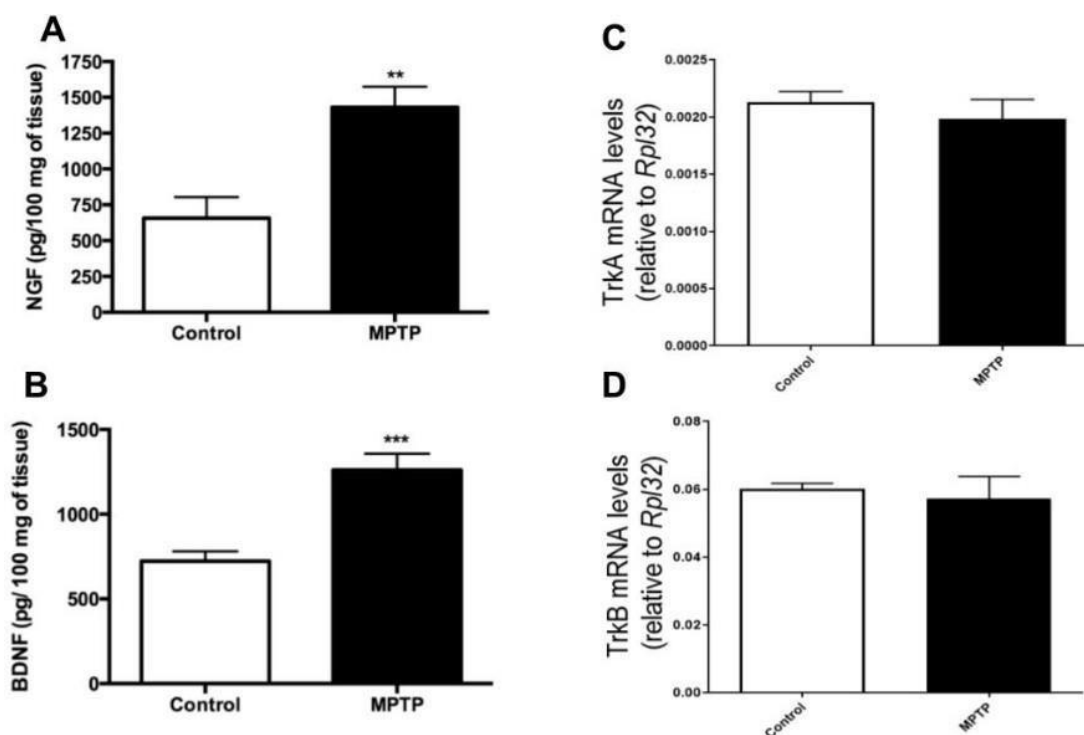 A
NGF (pg/100 mg of tissue)
1750
1500
1250
1000
750
500
250
0
**
Control
MPTP
B
BDNF (pg/ 100 mg of tissue)
1500
1000
500
0
***
Control
MPTP
C
TrkA mRNA levels
(relative to Rpl32)
0.0025
0.0020
0.0015
0.0010
0.0005
0.0000
Control
MPTP
D
TrkB mRNA levels
(relative to Rpl32)
0.08
0.06
0.04
0.02
0.00
Control
MPTP